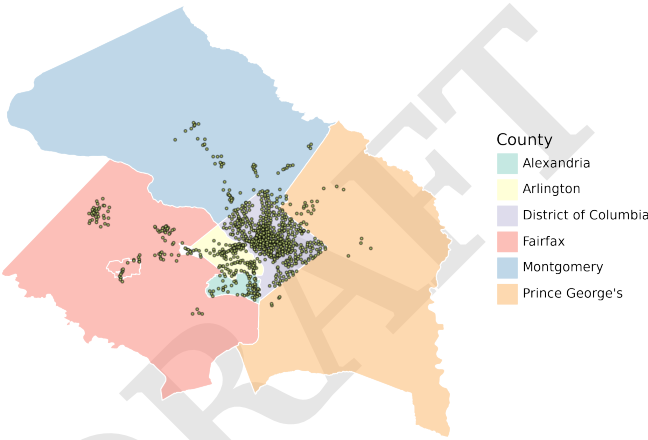 DRAFT
County
Alexandria
Arlington
District of Columbia
Fairfax
Montgomery
Prince George's